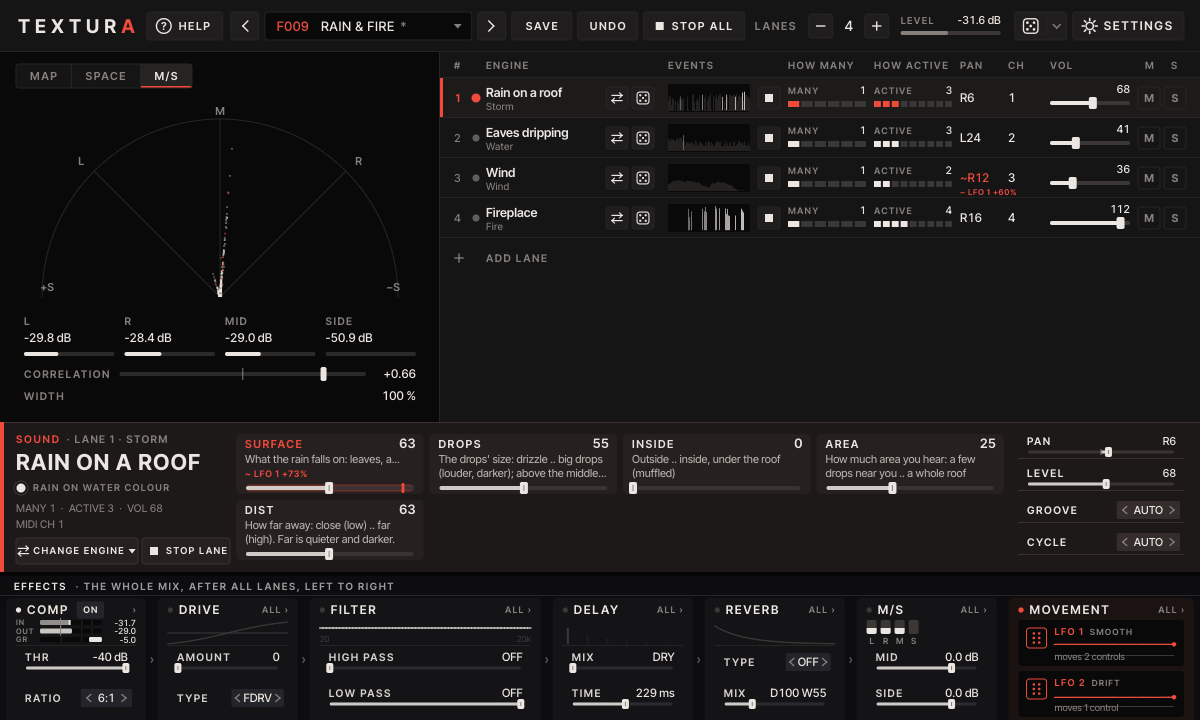 TEXTURA ? HELP F009 RAIN & FIRE * SAVE UNDO STOP ALL LANES − 4 + LEVEL -31.6 dB SETTINGS
MAP SPACE M/S
M
L R
+S −S
L R MID SIDE
-29.8 dB -28.4 dB -29.0 dB -50.9 dB
CORRELATION +0.66
WIDTH 100 %
# ENGINE EVENTS HOW MANY HOW ACTIVE PAN CH VOL M S
1 Rain on a roof MANY 1 ACTIVE 3 R6 1 68 M S
Storm
2 Eaves dripping MANY 1 ACTIVE 3 L24 2 41 M S
Water
3 Wind MANY 1 ACTIVE 2 ~R12 3 36 M S
Wind ~ LFO 1 +60%
4 Fireplace MANY 1 ACTIVE 4 R16 4 112 M S
Fire
+ ADD LANE
SOUND · LANE 1 · STORM
RAIN ON A ROOF
RAIN ON WATER COLOUR
MANY 1 · ACTIVE 3 · VOL 68
MIDI CH 1
CHANGE ENGINE STOP LANE
SURFACE 63
What the rain falls on: leaves, a...
~ LFO 1 +73%
DROPS 55
The drops' size: drizzle .. big drops
(louder, darker); above the middle...
INSIDE 0
Outside .. inside, under the roof
(muffled)
AREA 25
How much area you hear: a few
drops near you .. a whole roof
DIST 63
How far away: close (low) .. far
(high). Far is quieter and darker.
PAN R6
LEVEL 68
GROOVE < AUTO >
CYCLE < AUTO >
EFFECTS · THE WHOLE MIX, AFTER ALL LANES, LEFT TO RIGHT
COMP ON ›
IN -31.7
OUT -29.0
GR -5.0
THR -40 dB
RATIO < 6:1 >
DRIVE ALL ›
AMOUNT 0
TYPE < FDRV >
FILTER ALL ›
20 20k
HIGH PASS OFF
LOW PASS OFF
DELAY ALL ›
MIX DRY
TIME 229 ms
REVERB ALL ›
TYPE < OFF >
MIX D100 W55
M/S ALL ›
L R M S
MID 0.0 dB
SIDE 0.0 dB
MOVEMENT ALL ›
LFO 1 SMOOTH
moves 2 controls
LFO 2 DRIFT
moves 1 control